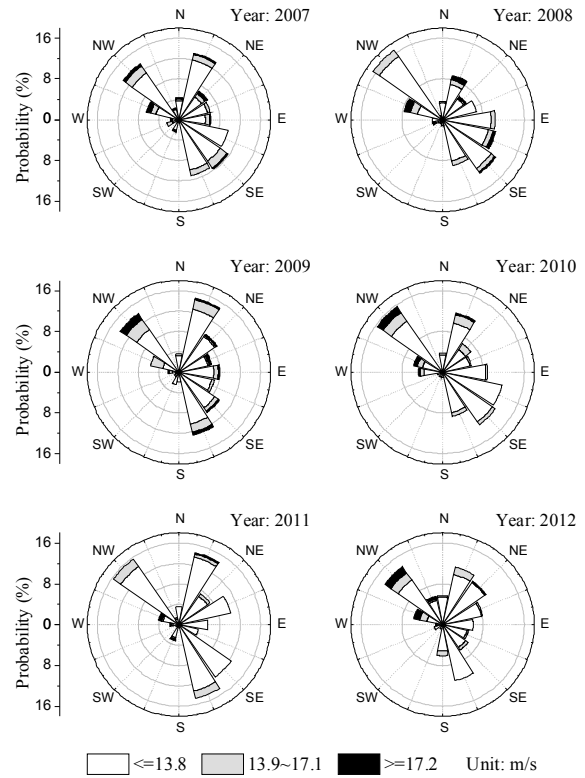 N Year: 2007
N Year: 2008
16
8
0
8
16
Probability (%)
NW NE
W E
SW SE
S
NW NE
W E
SW SE
S
N Year: 2009
N Year: 2010
16
8
0
8
16
Probability (%)
NW NE
W E
SW SE
S
NW NE
W E
SW SE
S
N Year: 2011
N Year: 2012
16
8
0
8
16
Probability (%)
NW NE
W E
SW SE
S
NW NE
W E
SW SE
S
<=13.8 13.9~17.1 >=17.2 Unit: m/s